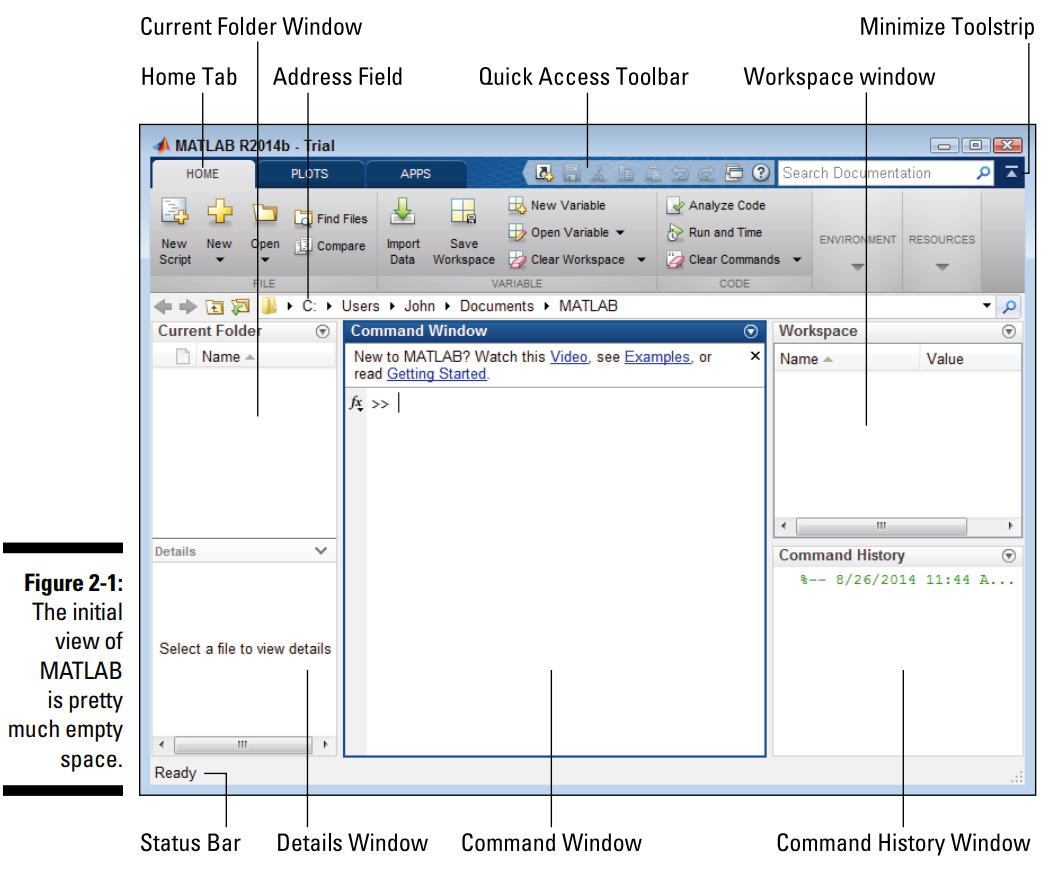 Current Folder Window
Minimize Toolstrip
Home Tab
Address Field
Quick Access Toolbar
Workspace window
MATLAB R2014b - Trial
HOME
PLOTS
APPS
Search Documentation
New Script
New
Open
Find Files
Compare
Import Data
Save Workspace
New Variable
Open Variable
Clear Workspace
Analyze Code
Run and Time
Clear Commands
ENVIRONMENT
RESOURCES
FILE
VARIABLE
CODE
C: Users John Documents MATLAB
Current Folder
Name
Command Window
New to MATLAB? Watch this Video, see Examples, or
read Getting Started.
fx >>
Workspace
Name
Value
Details
Select a file to view details
Command History
%-- 8/26/2014 11:44 A...
Ready
Figure 2-1:
The initial
view of
MATLAB
is pretty
much empty
space.
Status Bar
Details Window
Command Window
Command History Window